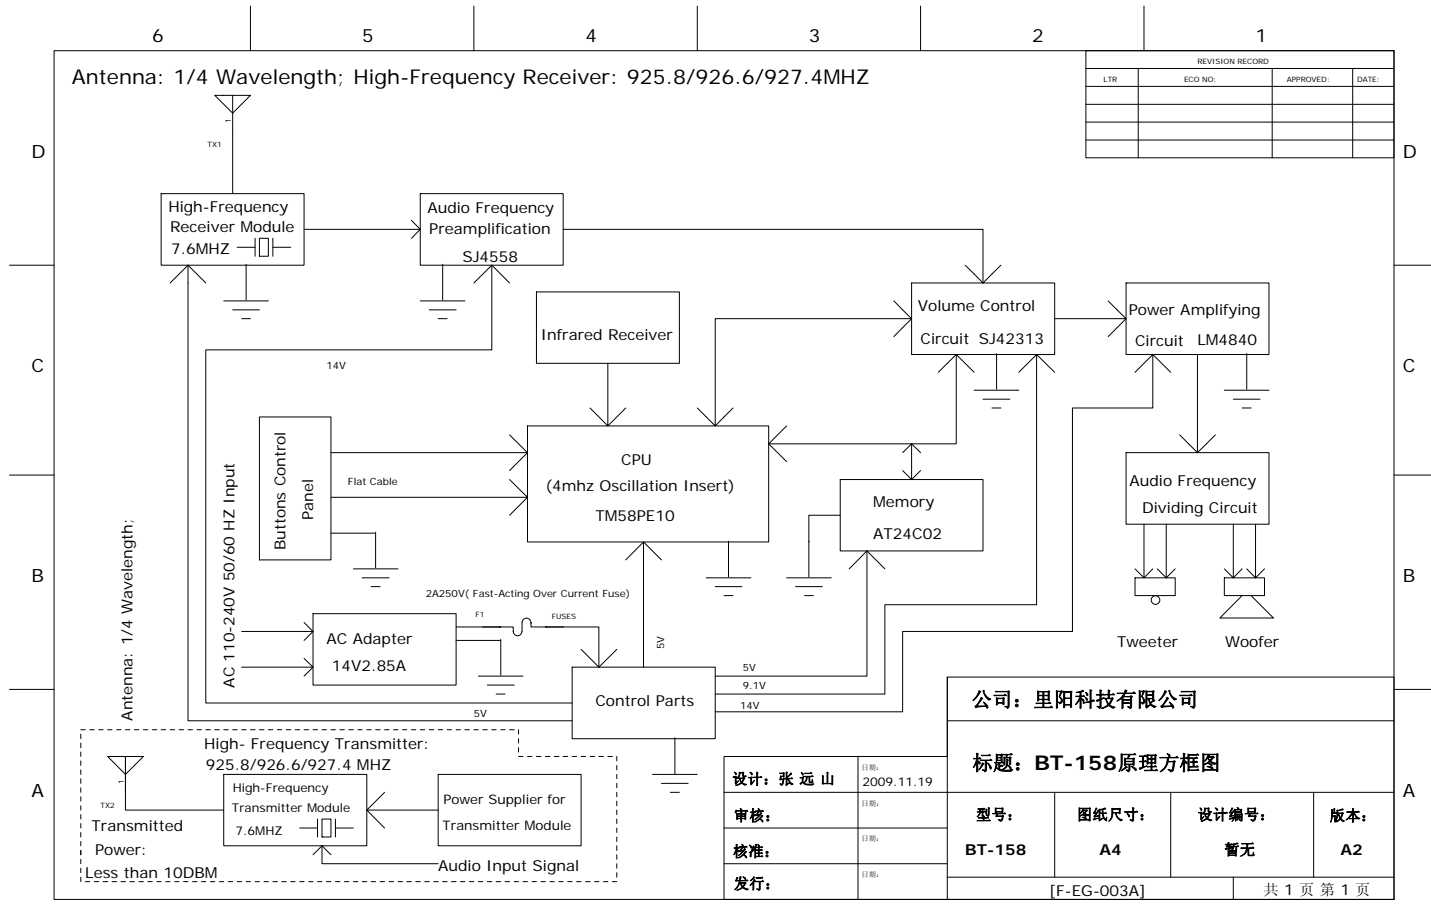 6 5 4 3 2 1
Antenna: 1/4 Wavelength; High-Frequency Receiver: 925.8/926.6/927.4MHZ
REVISION RECORD
LTR ECO NO: APPROVED: DATE:
D D
1
TX1
High-Frequency
Receiver Module
7.6MHZ
Audio Frequency
Preamplification
SJ4558
Infrared Receiver
Volume Control
Circuit SJ42313
Power Amplifying
Circuit LM4840
C C
14V
Buttons Control
Panel
Flat Cable
CPU
(4mhz Oscillation Insert)
TM58PE10
Memory
AT24C02
Audio Frequency
Dividing Circuit
Tweeter
Woofer
B B
AC 110-240V 50/60 HZ Input
Antenna: 1/4 Wavelength;
2A250V( Fast-Acting Over Current Fuse)
F1 FUSES
AC Adapter
14V2.85A
5V
Control Parts
5V
9.1V
14V
5V
A A
High- Frequency Transmitter:
925.8/926.6/927.4 MHZ
1
TX2
High-Frequency
Transmitter Module
7.6MHZ
Power Supplier for
Transmitter Module
Transmitted
Power:
Less than 10DBM
Audio Input Signal
公司：里阳科技有限公司
标题：BT-158原理方框图
设计：张 远 山 日期: 2009.11.19
审核： 日期:
核准： 日期:
发行： 日期:
型号： 图纸尺寸： 设计编号： 版本：
BT-158 A4 暂无 A2
[F-EG-003A] 共 1 页 第 1 页